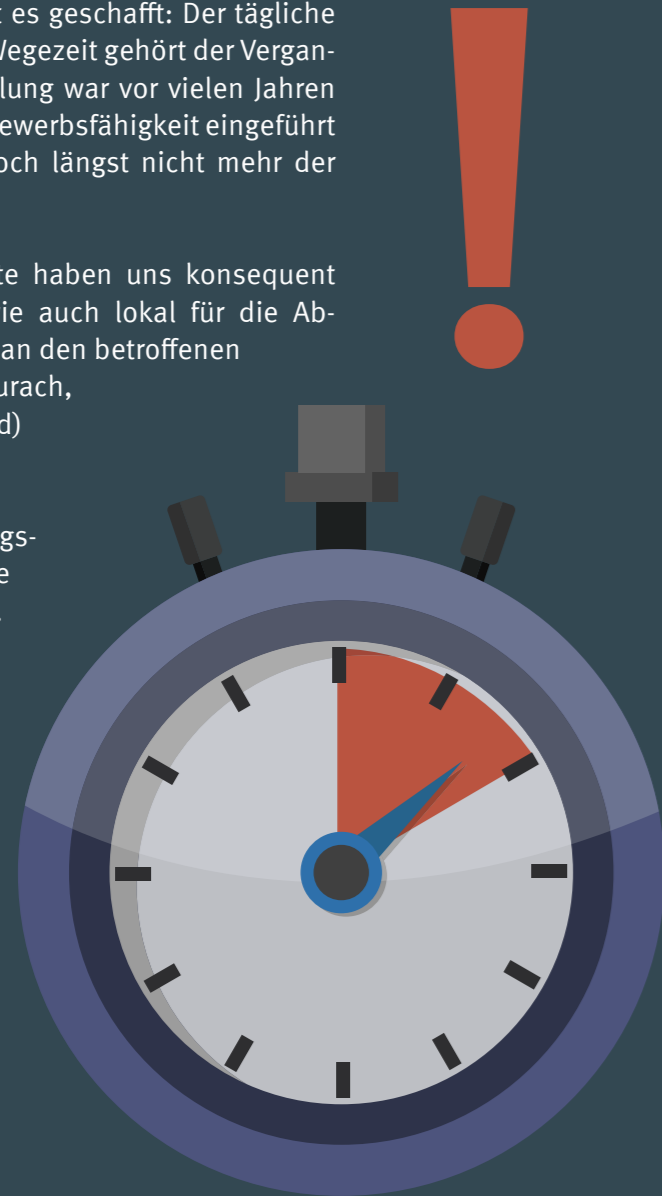 t es geschafft: Der tägliche
Wegezeit gehört der Vergan-
lung war vor vielen Jahren
ewerbsfähigkeit eingeführt
och längst nicht mehr der
te haben uns konsequent
ie auch lokal für die Ab-
an den betroffenen
urach,
d)
gs-
e